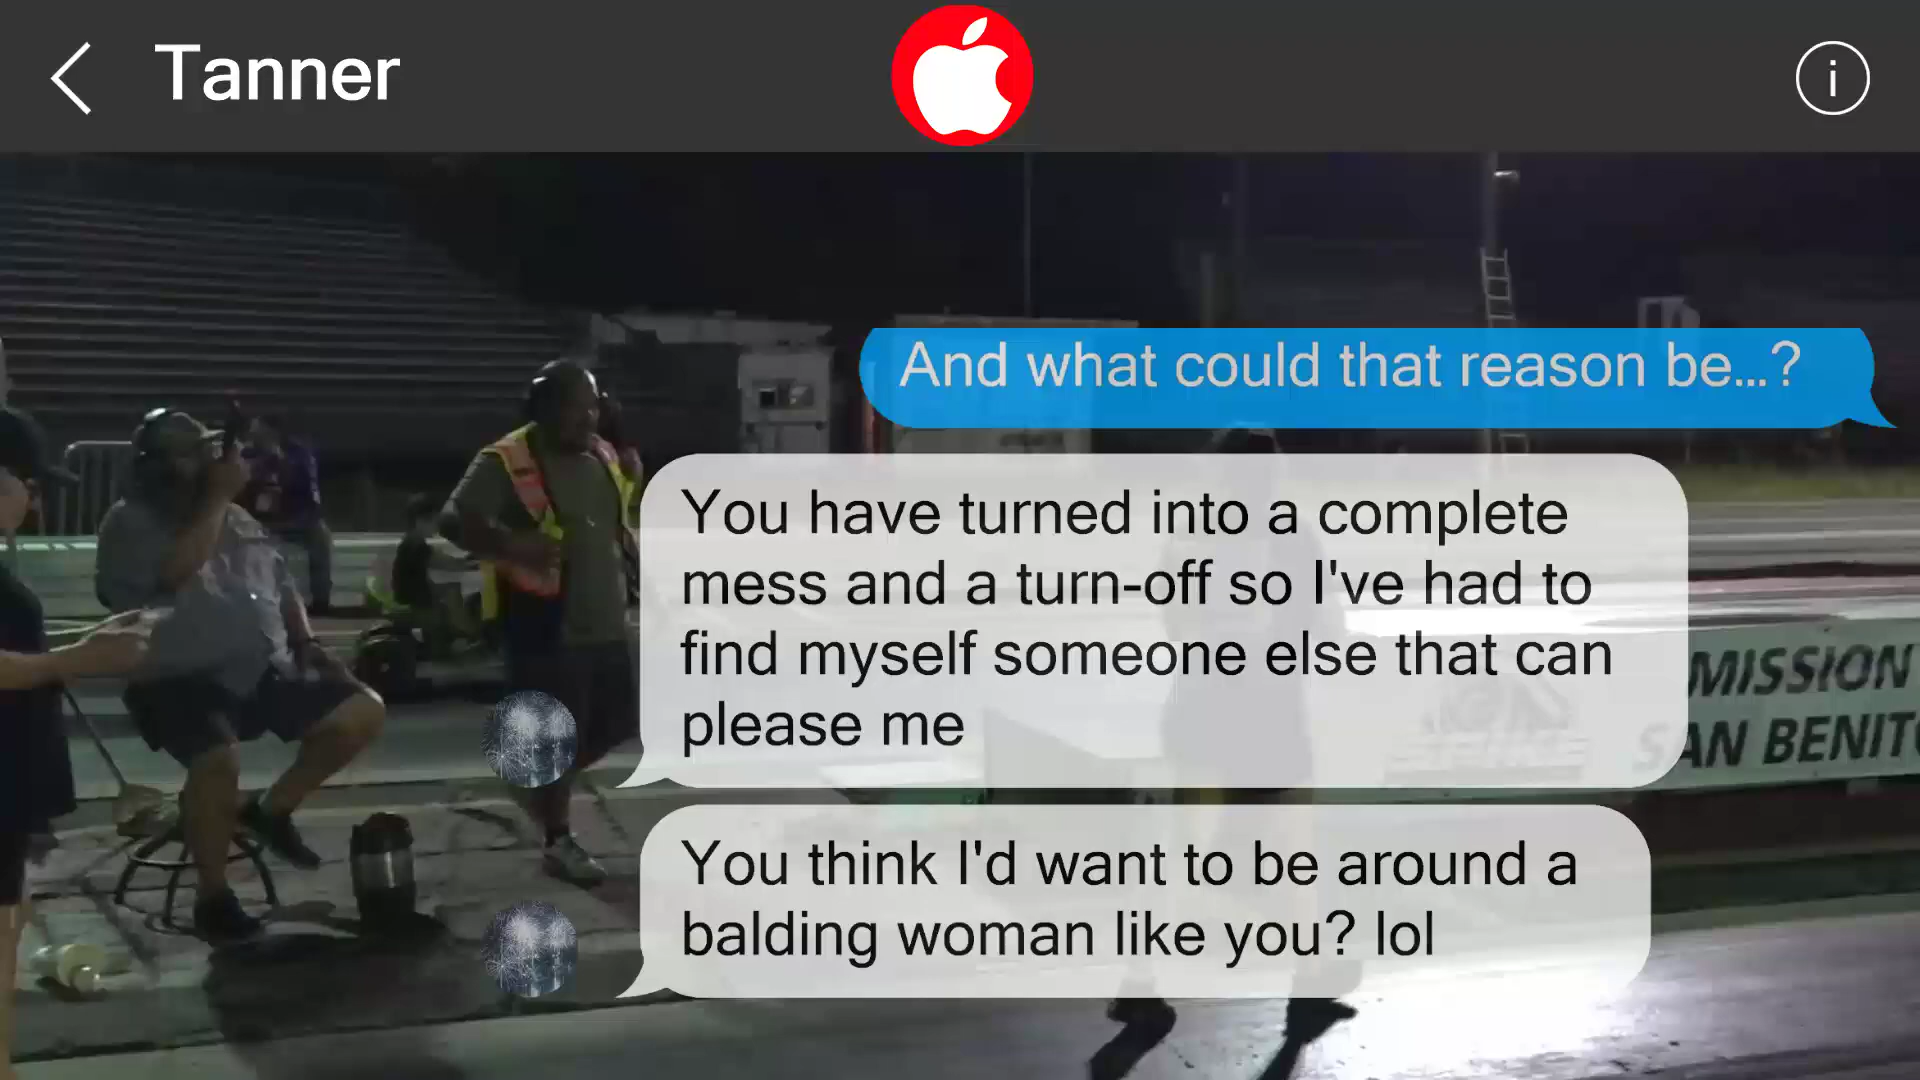 Tanner
i
And what could that reason be...?
You have turned into a complete
mess and a turn-off so I've had to
find myself someone else that can
please me
MISSION
SAN BENITO
You think I'd want to be around a
balding woman like you? lol